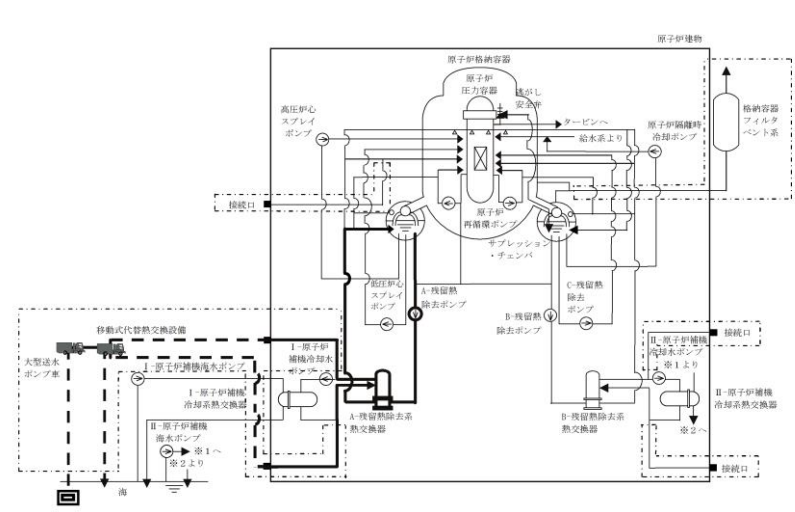 原子炉建物
原子炉格納容器
原子炉
圧力容器
逃がし
安全弁
高圧炉心
スプレイ
ポンプ
タービンへ
給水系より
原子炉隔離時
冷却ポンプ
格納容器
フィルタ
ベント系
接続口
原子炉
再循環ポンプ
サプレッション
・チェンバ
低圧炉心
スプレイ
ポンプ
A-残留熱
除去ポンプ
B-残留熱
除去ポンプ
C-残留熱
除去
ポンプ
移動式代替熱交換設備
大型送水
ポンプ車
Ⅰ-原子炉補機海水ポンプ
Ⅰ-原子炉
補機冷却水
ポンプ
Ⅰ-原子炉補機
冷却系熱交換器
Ⅱ-原子炉補機
海水ポンプ
※1へ
※2より
海
A-残留熱除去系
熱交換器
B-残留熱除去系
熱交換器
接続口
Ⅱ-原子炉補機
冷却水ポンプ
※1より
Ⅱ-原子炉補機
冷却系熱交換器
※2へ
接続口